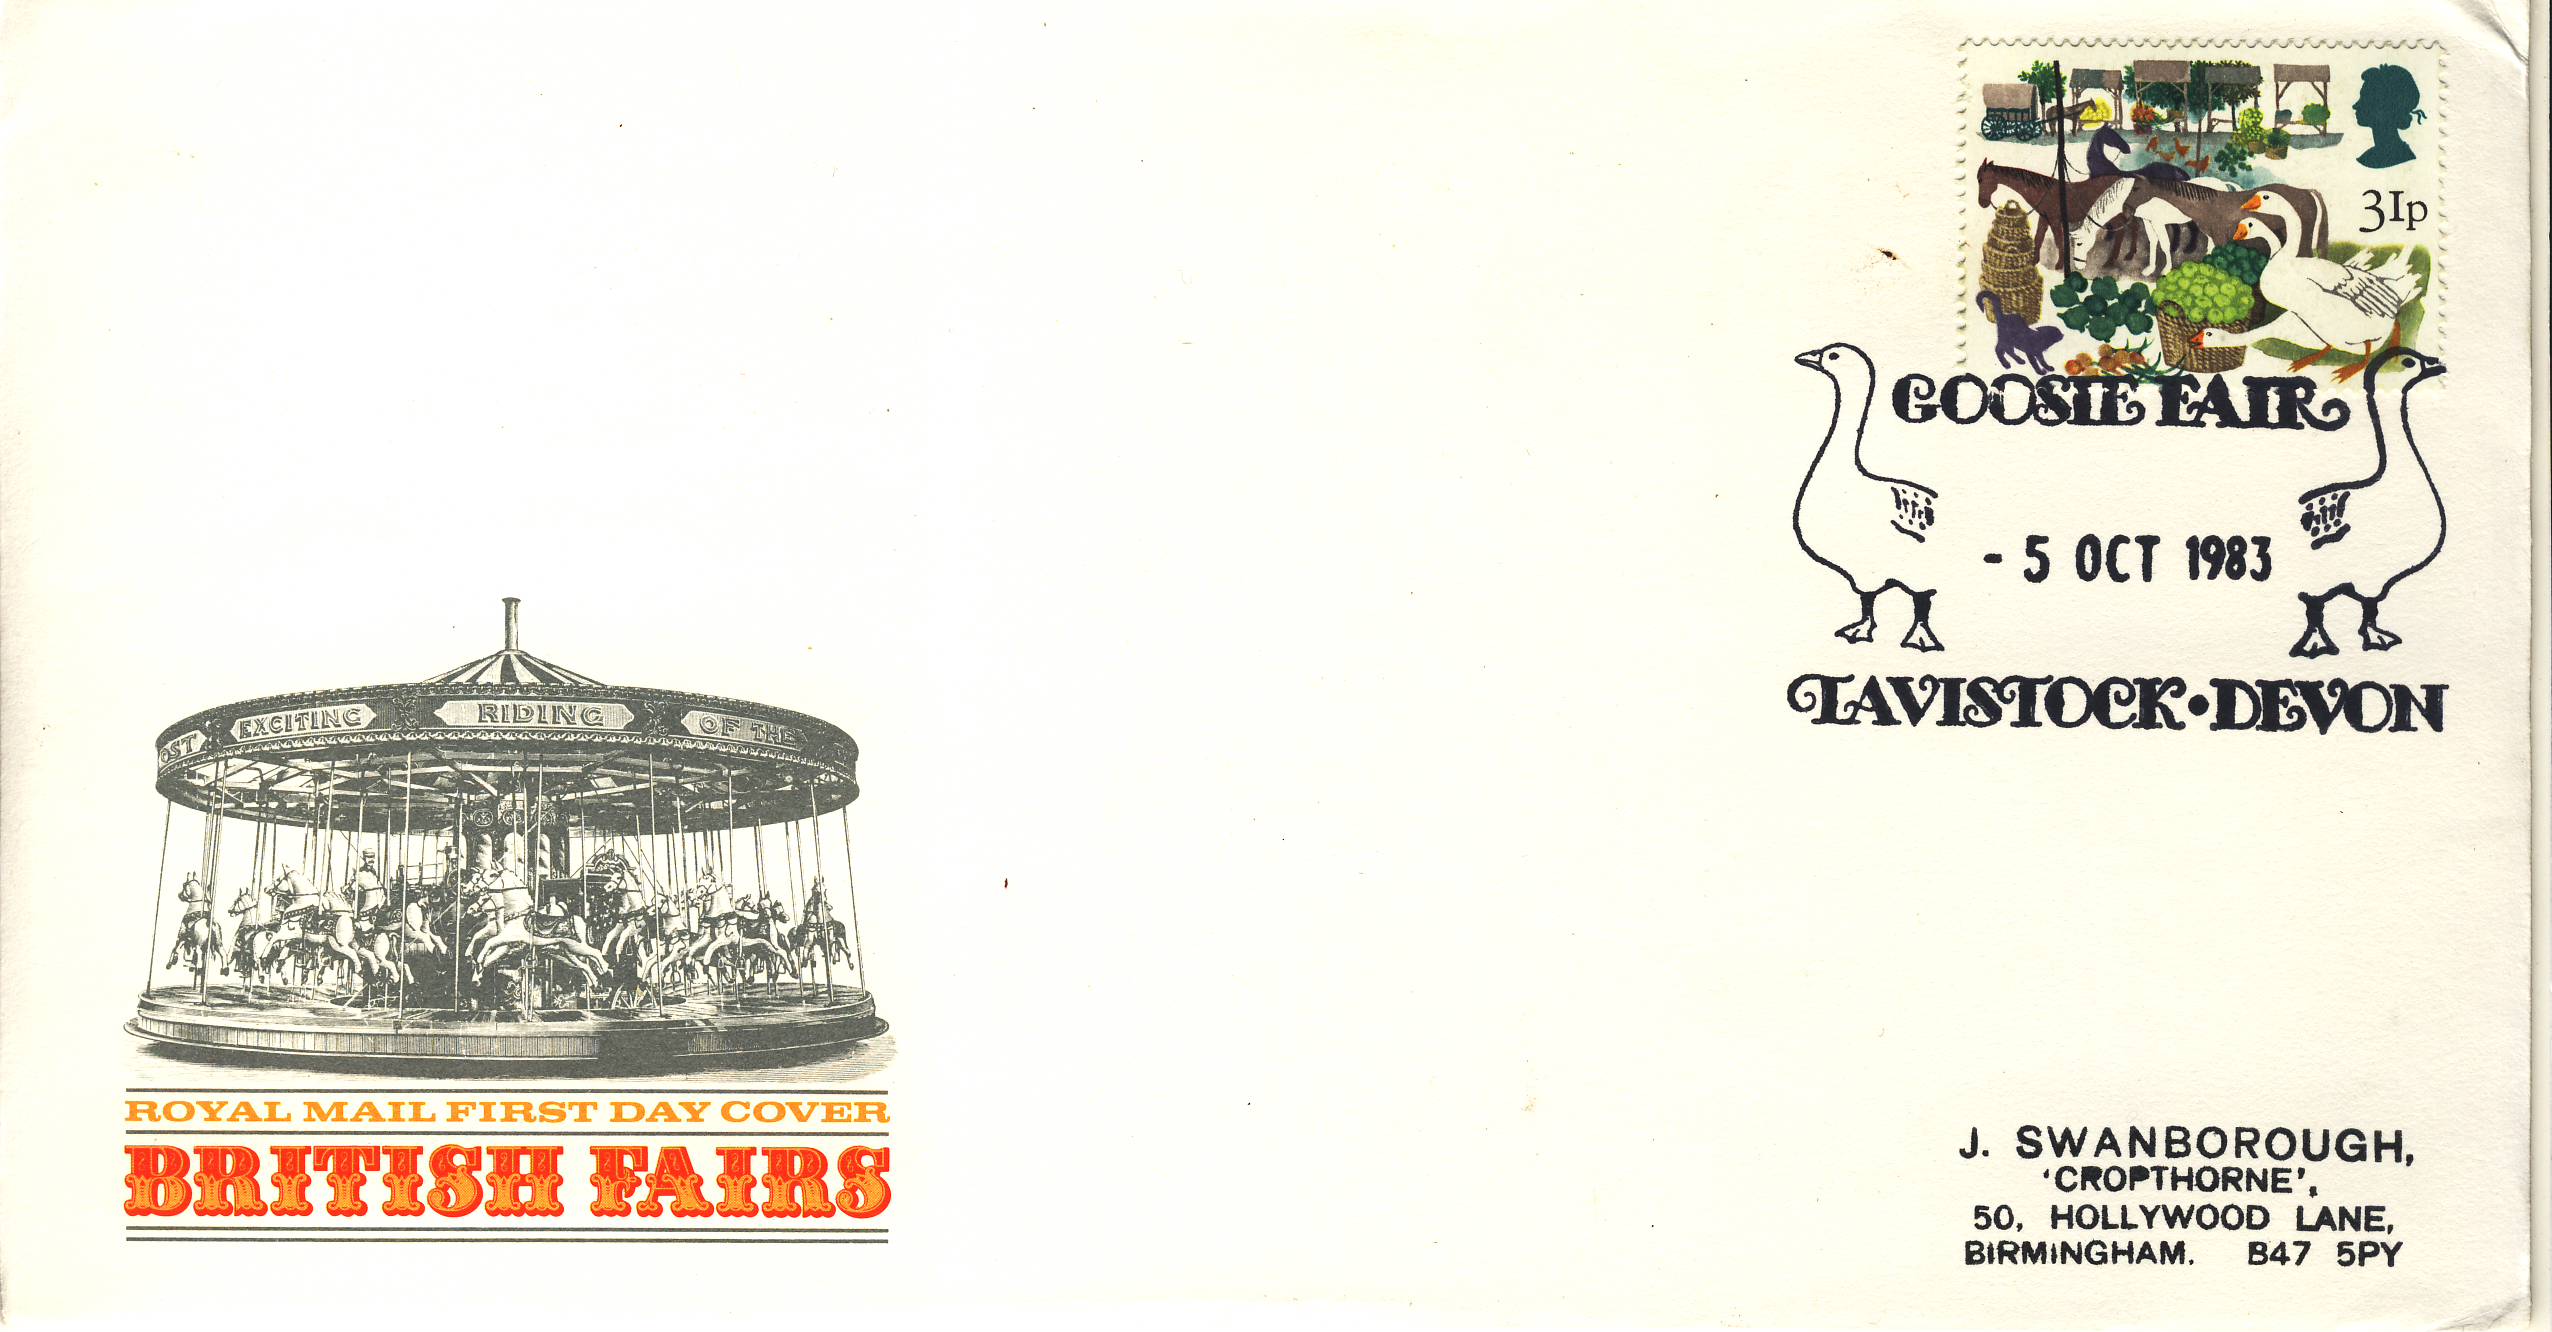 31p
GOOSIE FAIR
- 5 OCT 1983
TAVISTOCK • DEVON
OST EXCITING RIDING OF THE
ROYAL MAIL FIRST DAY COVER
BRITISH FAIRS
J. SWANBOROUGH,
'CROPTHORNE',
50, HOLLYWOOD LANE,
BIRMINGHAM. B47 5PY